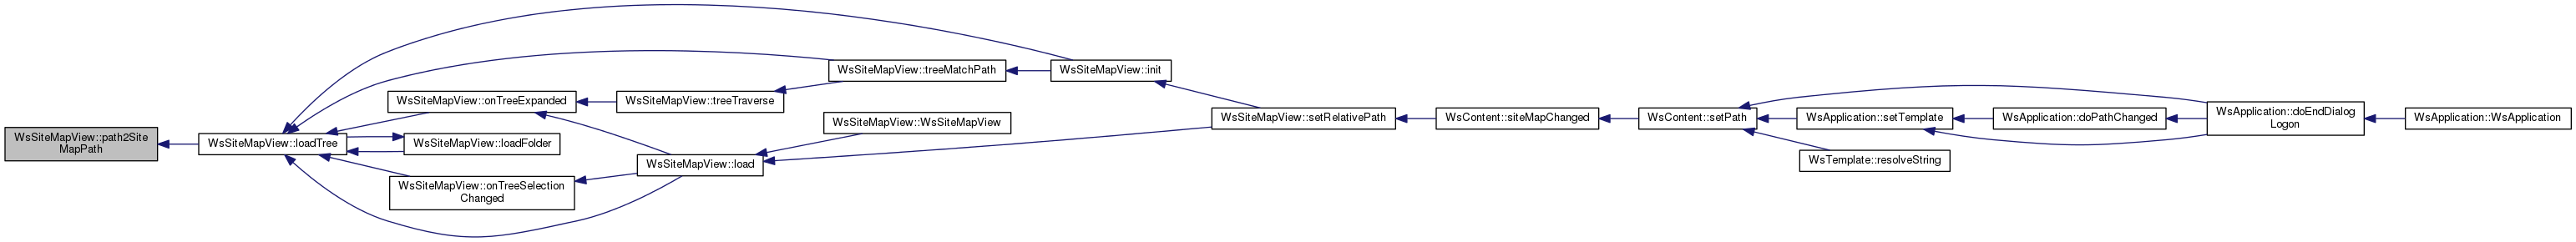 WsSiteMapView::path2Site
MapPath
WsSiteMapView::loadTree
WsSiteMapView::onTreeExpanded
WsSiteMapView::loadFolder
WsSiteMapView::onTreeSelection
Changed
WsSiteMapView::treeTraverse
WsSiteMapView::load
WsSiteMapView::treeMatchPath
WsSiteMapView::WsSiteMapView
WsSiteMapView::init
WsSiteMapView::setRelativePath
WsContent::siteMapChanged
WsContent::setPath
WsApplication::setTemplate
WsTemplate::resolveString
WsApplication::doPathChanged
WsApplication::doEndDialog
Logon
WsApplication::WsApplication